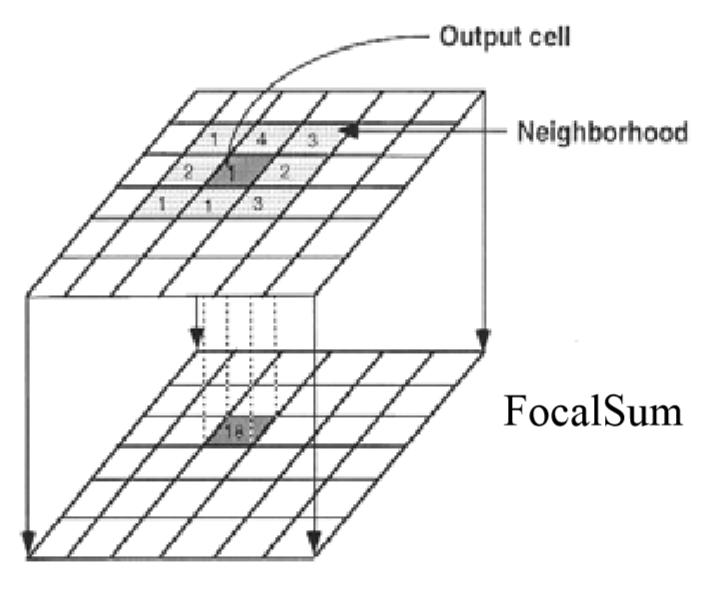 Output cell
Neighborhood
1 4 3
2 1 2
1 1 3
FocalSum
18